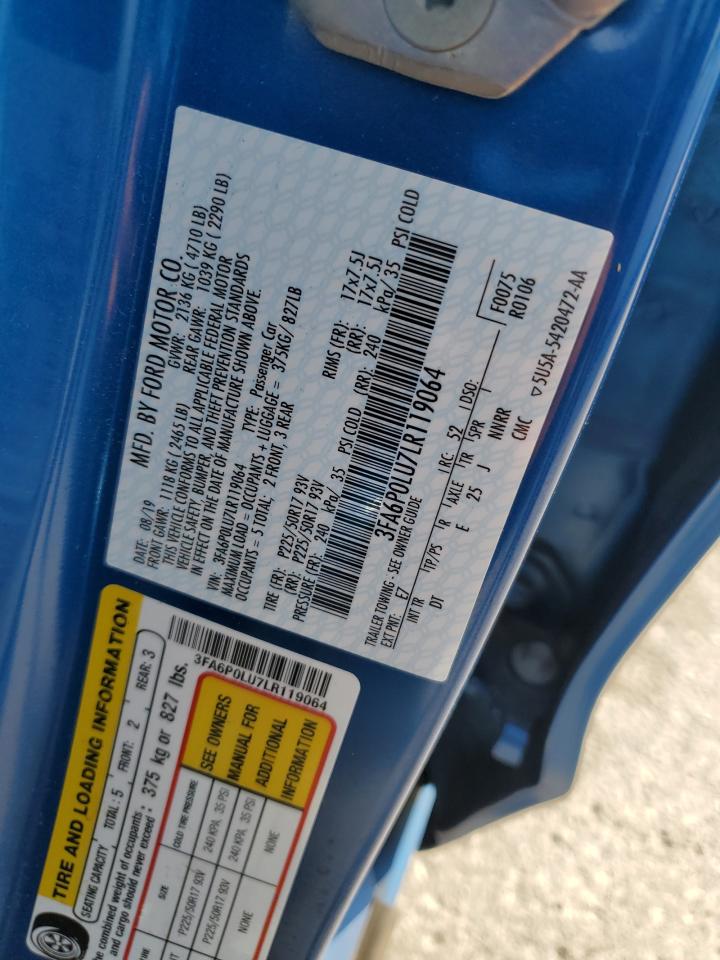 MFD. BY FORD MOTOR CO.
DATE: 08/19 GVWR: 2136 KG ( 4710 LB)
FRONT GAWR: 1118 KG ( 2465 LB) REAR GAWR: 1039 KG ( 2290 LB)
THIS VEHICLE CONFORMS TO ALL APPLICABLE FEDERAL MOTOR
VEHICLE SAFETY, BUMPER, AND THEFT PREVENTION STANDARDS
IN EFFECT ON THE DATE OF MANUFACTURE SHOWN ABOVE.
VIN: 3FA6P0LU7LR119064 TYPE: Passenger Car
MAXIMUM LOAD = OCCUPANTS + LUGGAGE = 375KG/ 827LB
OCCUPANTS = 5 TOTAL: 2 FRONT, 3 REAR
TIRE (FR): P225/50R17 93V RIMS (FR): 17x7.5J
(RR): P225/50R17 93V (RR): 17x7.5J
PRESSURE (FR): 240 kPa/ 35 PSI COLD (RR): 240 kPa/ 35 PSI COLD
3FA6P0LU7LR119064
TRAILER TOWING - SEE OWNER GUIDE
EXT PNT: EZ RC: 52 DSO: F0075
INT TR TP/PS R AXLE TR SPR R0106
DT E 25 J NNRR
CMC ▽5U5A-5420472-AA
TIRE AND LOADING INFORMATION
SEATING CAPACITY TOTAL: 5 FRONT: 2 REAR: 3
combined weight of occupants
and cargo should never exceed: 375 kg or 827 lbs.
3FA6P0LU7LR119064
SIZE COLD TIRE PRESSURE
P225/50R17 93V 240 KPA, 35 PSI
P225/50R17 93V 240 KPA, 35 PSI
NONE NONE
SEE OWNERS
MANUAL FOR
ADDITIONAL
INFORMATION